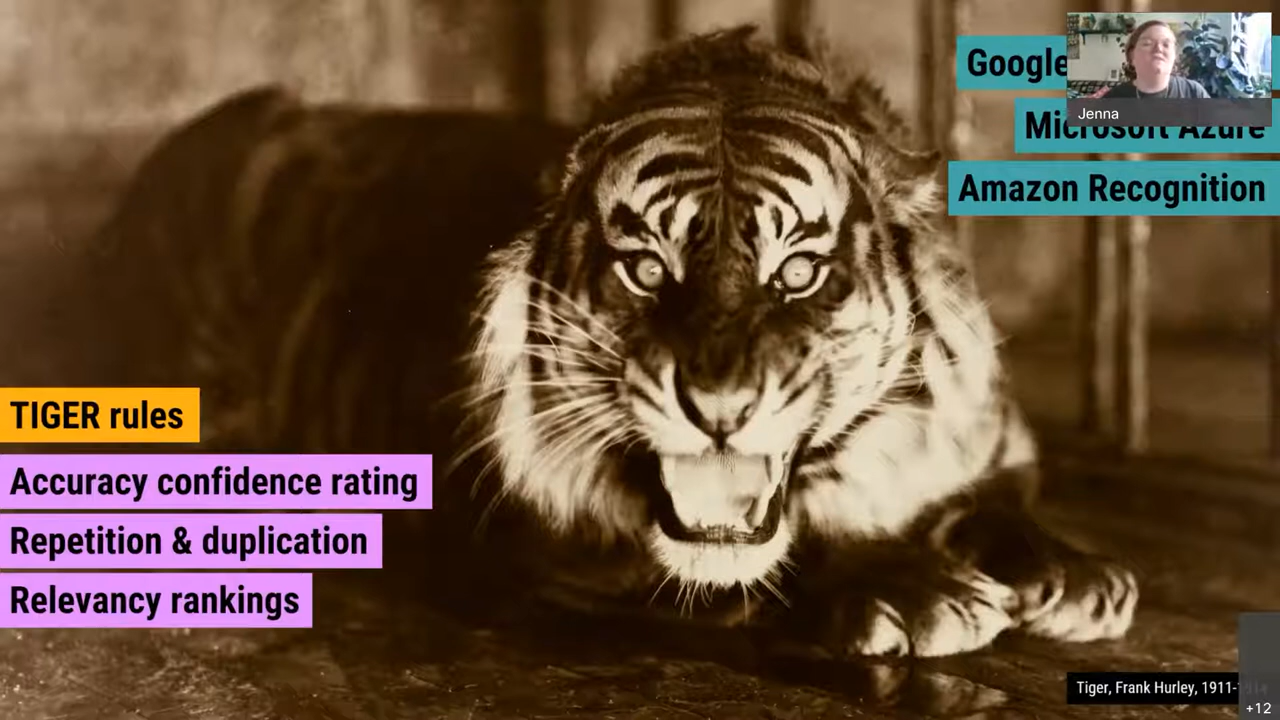 Google
Jenna
Microsoft Azure
Amazon Recognition
TIGER rules
Accuracy confidence rating
Repetition & duplication
Relevancy rankings
Tiger, Frank Hurley, 1911-
+12